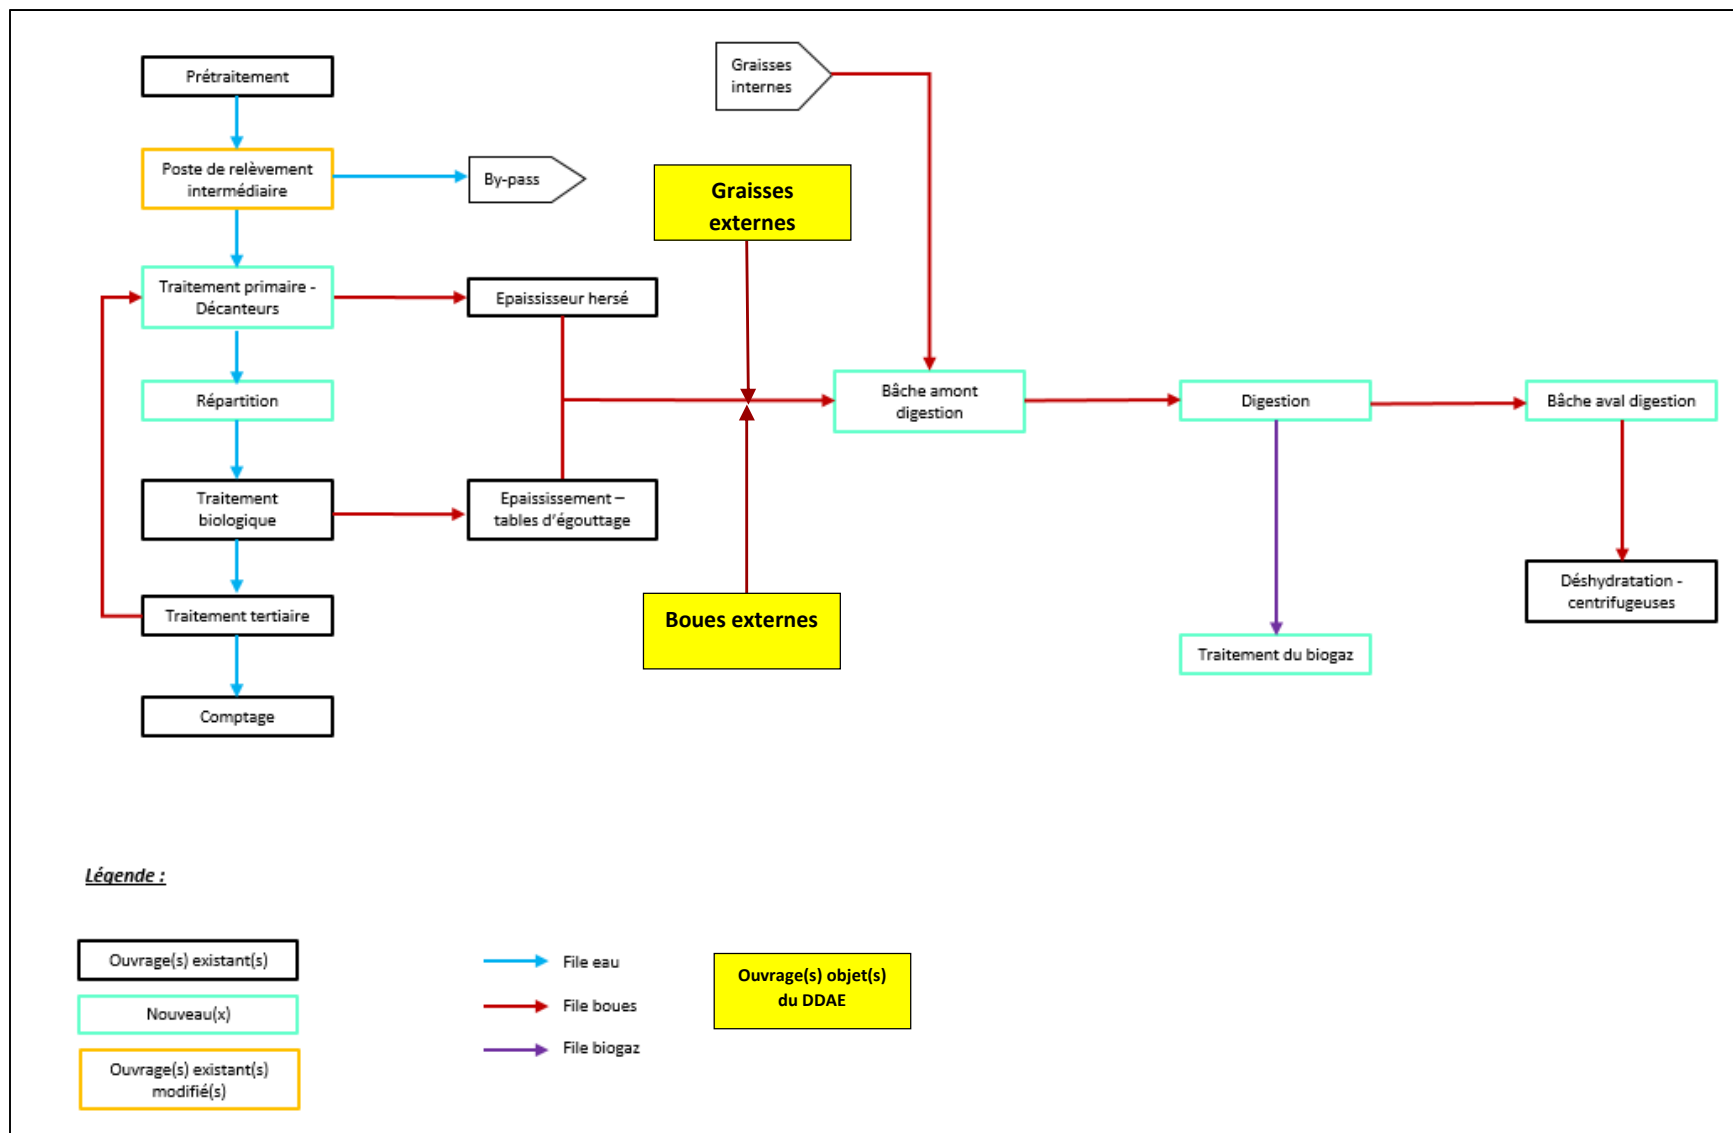 Prétraitement
Graisses
internes
Poste de relèvement
intermédiaire
By-pass
Graisses
externes
Traitement primaire -
Décanteurs
Epaississeur hersé
Répartition
Bâche amont
digestion
Digestion
Bâche aval digestion
Traitement
biologique
Epaississement –
tables d'égouttage
Traitement tertiaire
Boues externes
Déshydratation -
centrifugeuses
Traitement du biogaz
Comptage
Légende :
Ouvrage(s) existant(s)
Nouveau(x)
Ouvrage(s) existant(s)
modifié(s)
File eau
File boues
File biogaz
Ouvrage(s) objet(s)
du DDAE